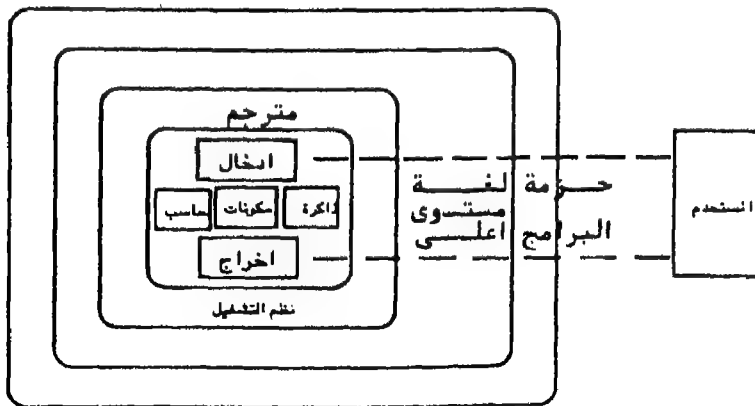 مترجم
ادخال
ذاكرة
مكونات
حاسب
اخراج
نظم التشغيل
حزمة لغة
مستوى
البرامج اعلى
المستخدم